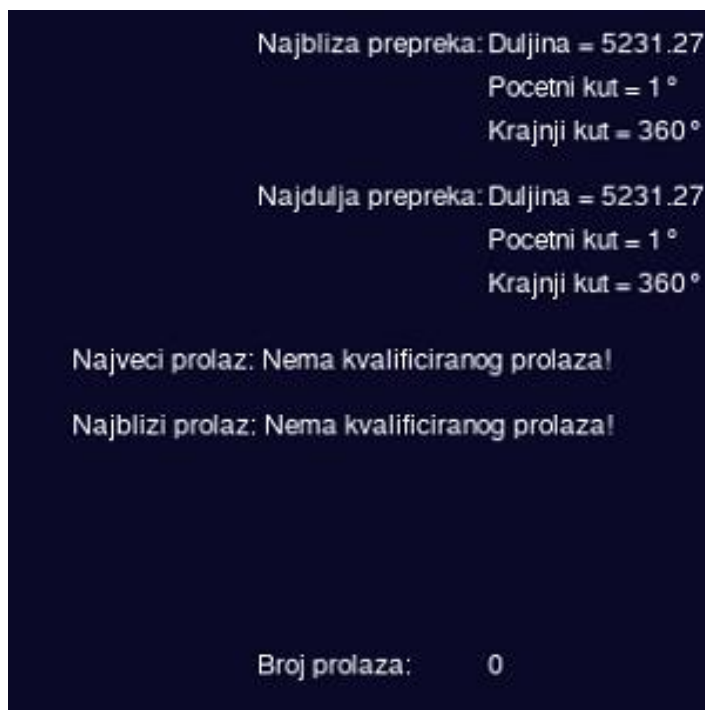 Najbliza prepreka: Duljina = 5231.27
Pocetni kut = 1°
Krajnji kut = 360°
Najdulja prepreka: Duljina = 5231.27
Pocetni kut = 1°
Krajnji kut = 360°
Najveci prolaz: Nema kvalificiranog prolaza!
Najblizi prolaz: Nema kvalificiranog prolaza!
Broj prolaza: 0